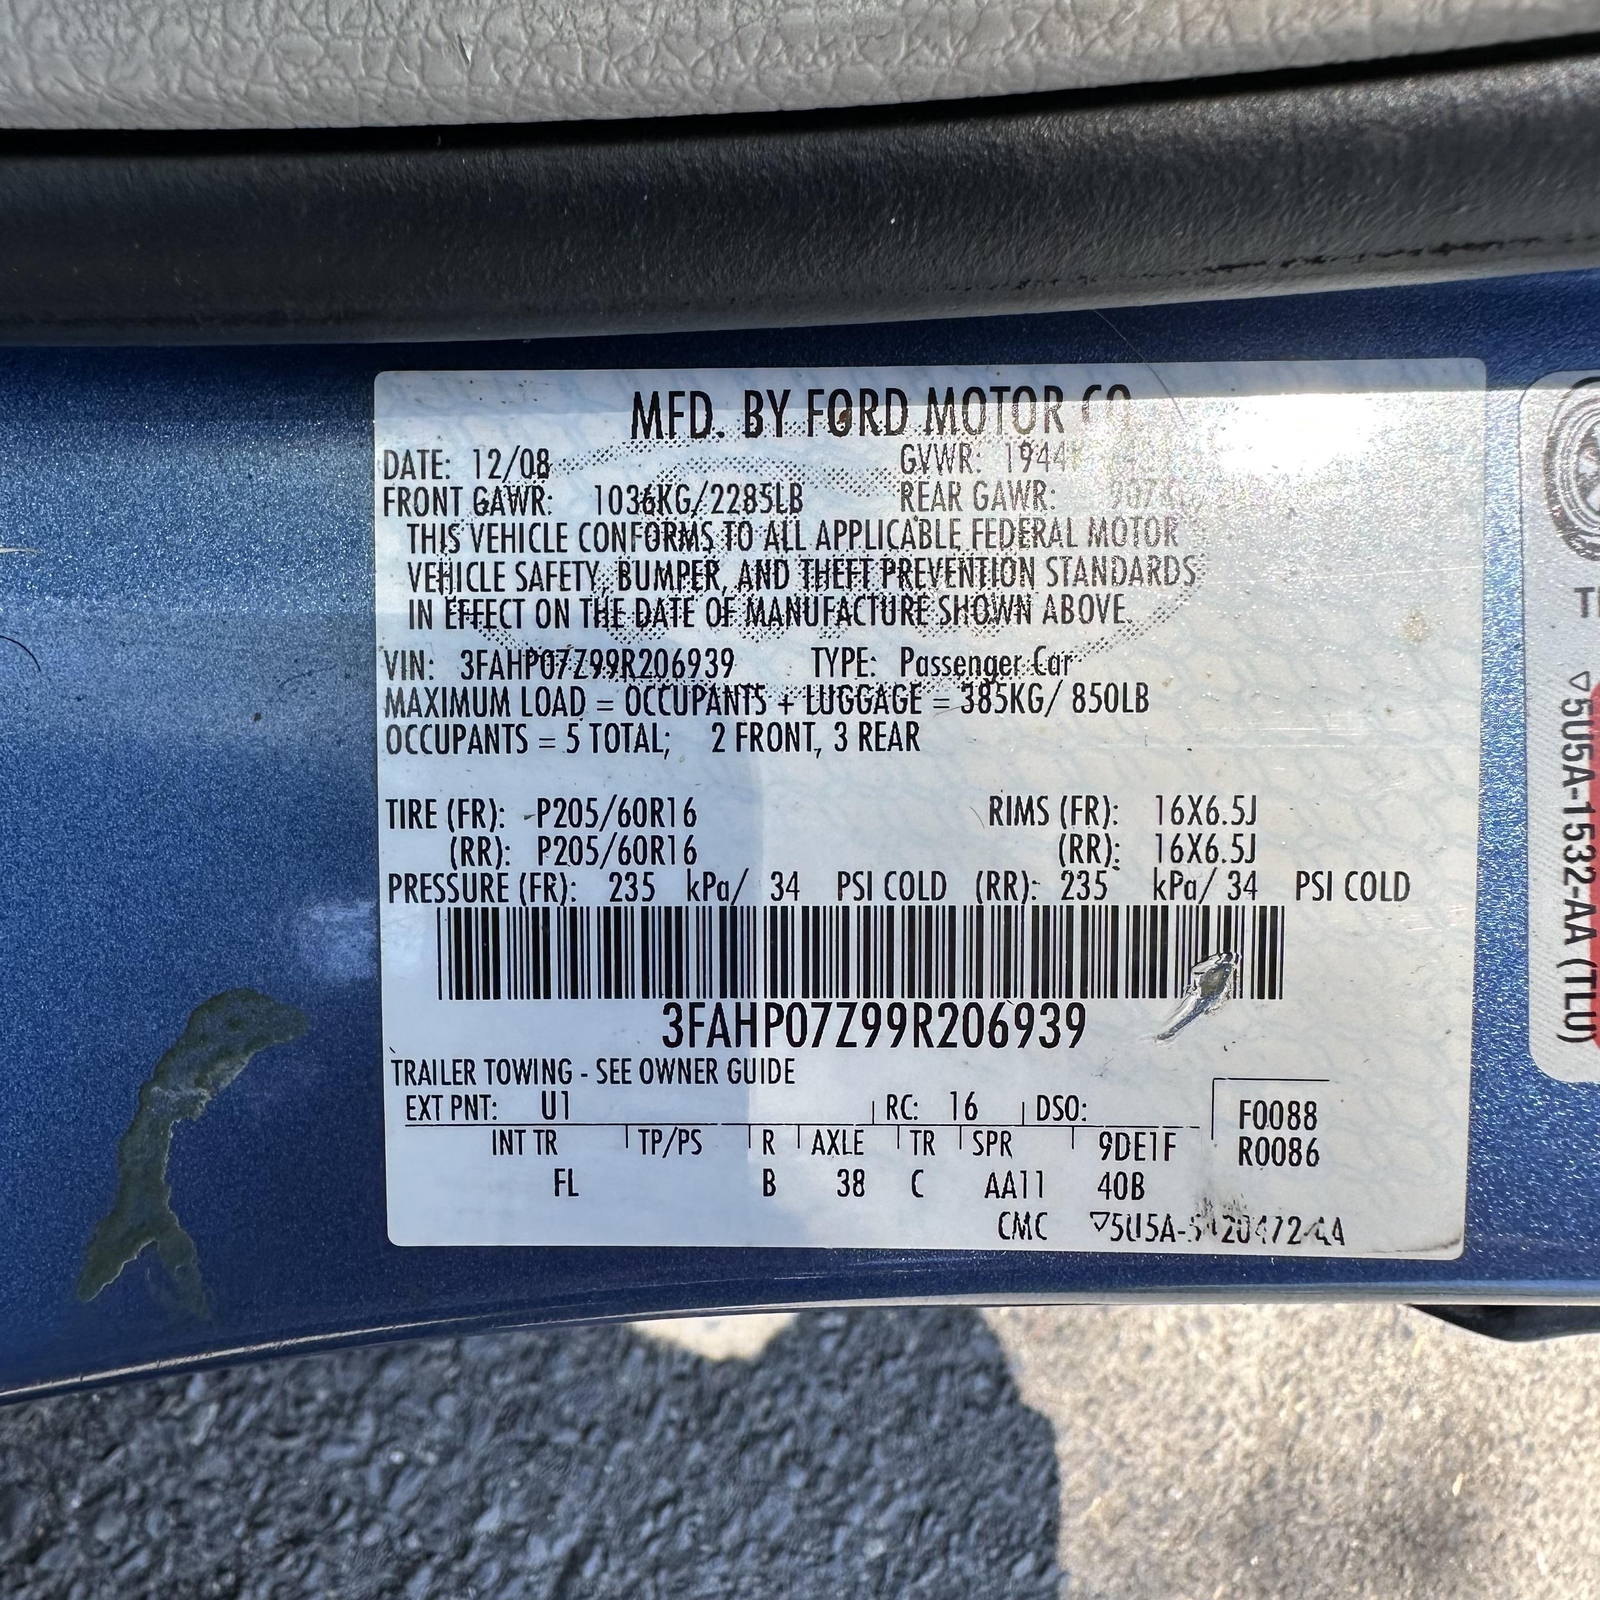 MFD. BY FORD MOTOR CO.
DATE: 12/08 GVWR:
FRONT GAWR: 1036KG/2285LB REAR GAWR:
THIS VEHICLE CONFORMS TO ALL APPLICABLE FEDERAL MOTOR
VEHICLE SAFETY, BUMPER, AND THEFT PREVENTION STANDARDS
IN EFFECT ON THE DATE OF MANUFACTURE SHOWN ABOVE.
VIN: 3FAHP07Z99R206939 TYPE: Passenger Car
MAXIMUM LOAD = OCCUPANTS + LUGGAGE = 385KG/ 850LB
OCCUPANTS = 5 TOTAL; 2 FRONT, 3 REAR
TIRE (FR): P205/60R16 RIMS (FR): 16X6.5J
(RR): P205/60R16 (RR): 16X6.5J
PRESSURE (FR): 235 kPa/ 34 PSI COLD (RR): 235 kPa/ 34 PSI COLD
3FAHP07Z99R206939
TRAILER TOWING - SEE OWNER GUIDE
EXT PNT: U1 RC: 16 DSO: F0088
INT TR TP/PS R AXLE TR SPR 9DE1F R0086
FL B 38 C AA11 40B
CMC
5U5A-1532-AA (TLU)